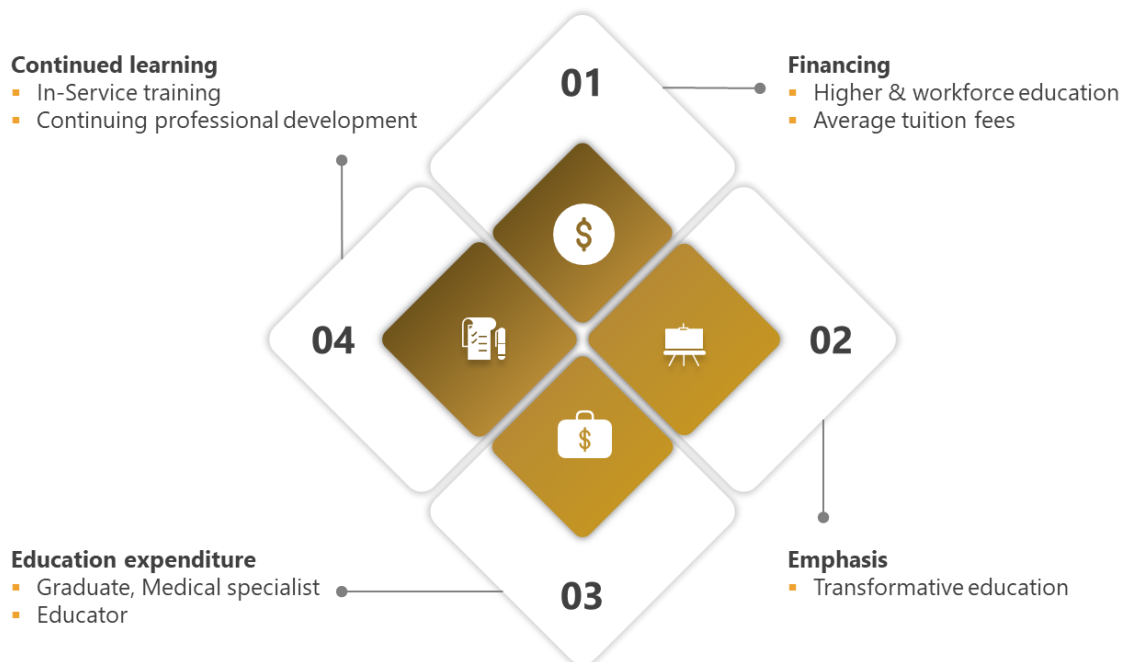 Continued learning
In-Service training
Continuing professional development
01
Financing
Higher & workforce education
Average tuition fees
$
04
02
$
Education expenditure
Graduate, Medical specialist
Educator
03
Emphasis
Transformative education